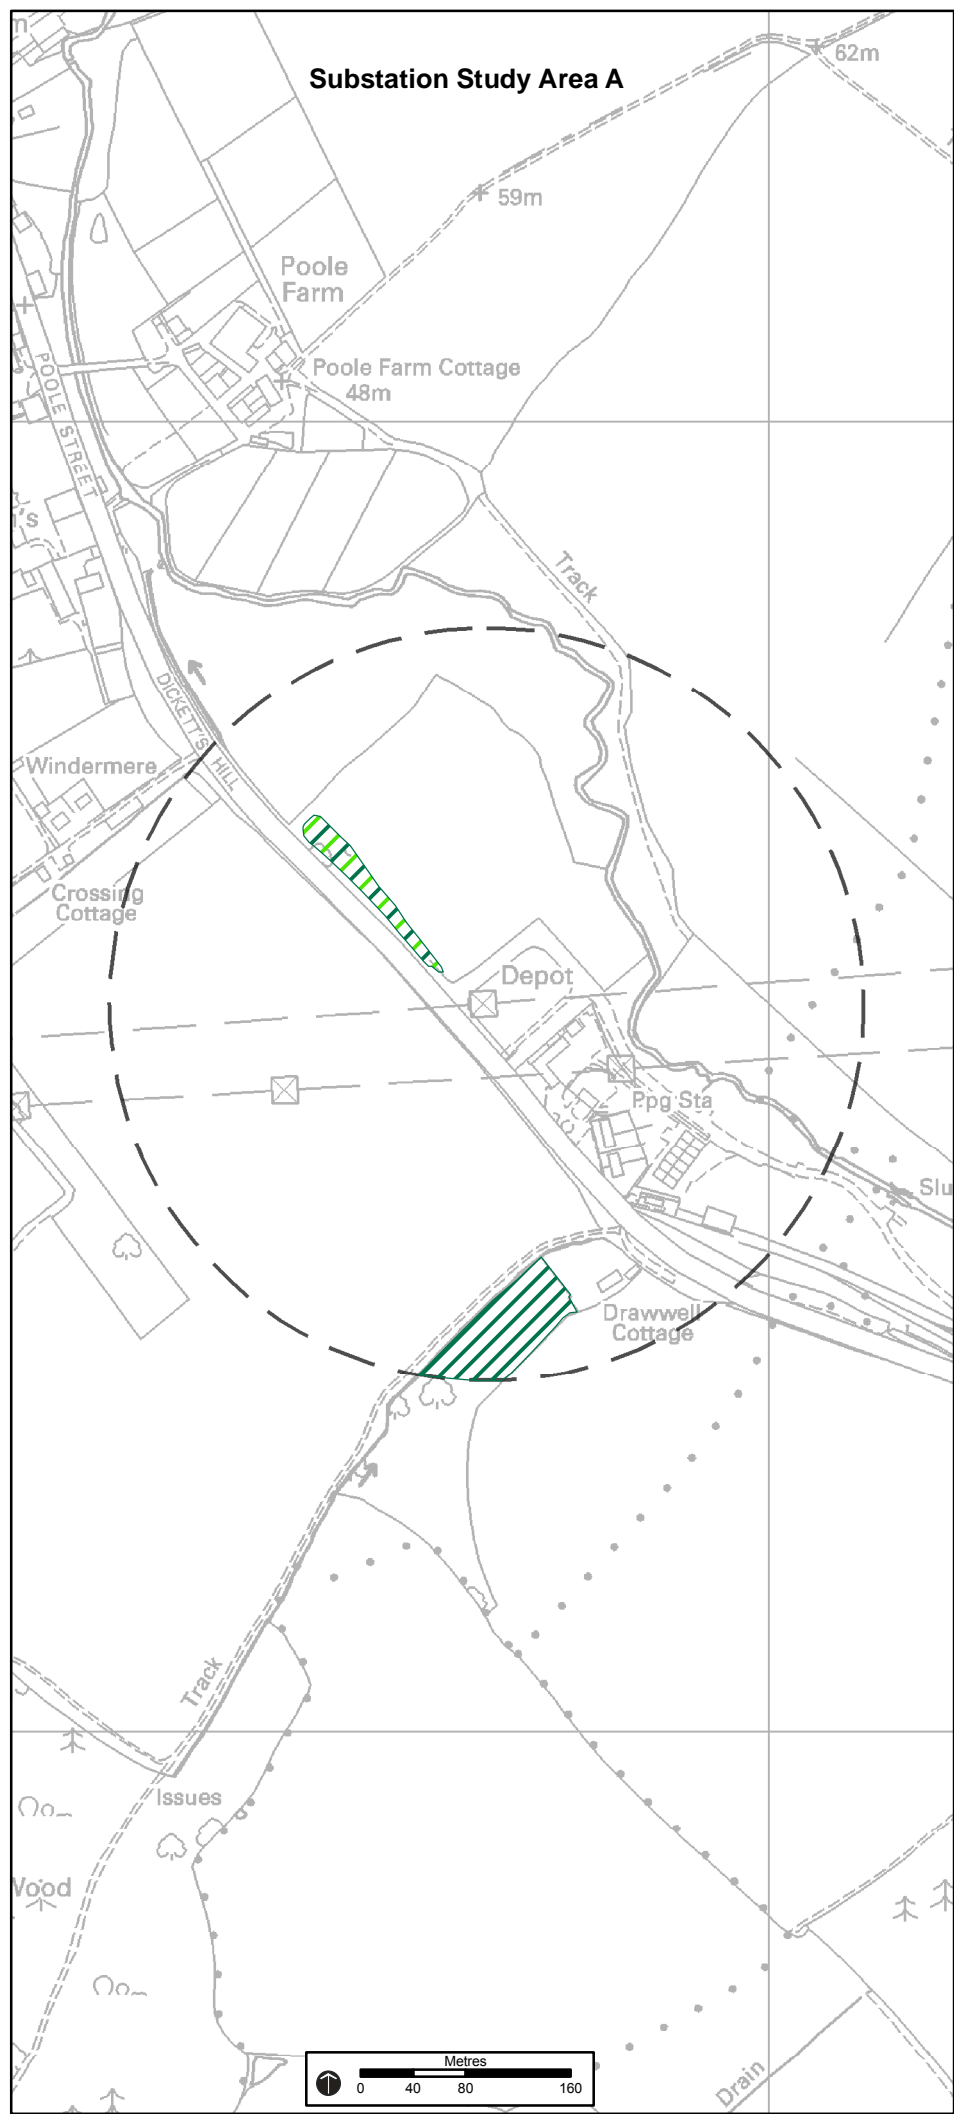 Substation Study Area A
62m
59m
Poole
Farm
Poole Farm Cottage
48m
POOLE STREET
Track
DICKETT'S HILL
Windermere
Crossing
Cottage
Depot
Ppg Sta
Drawwell
Cottage
Track
Issues
Drain
Metres
0 40 80 160